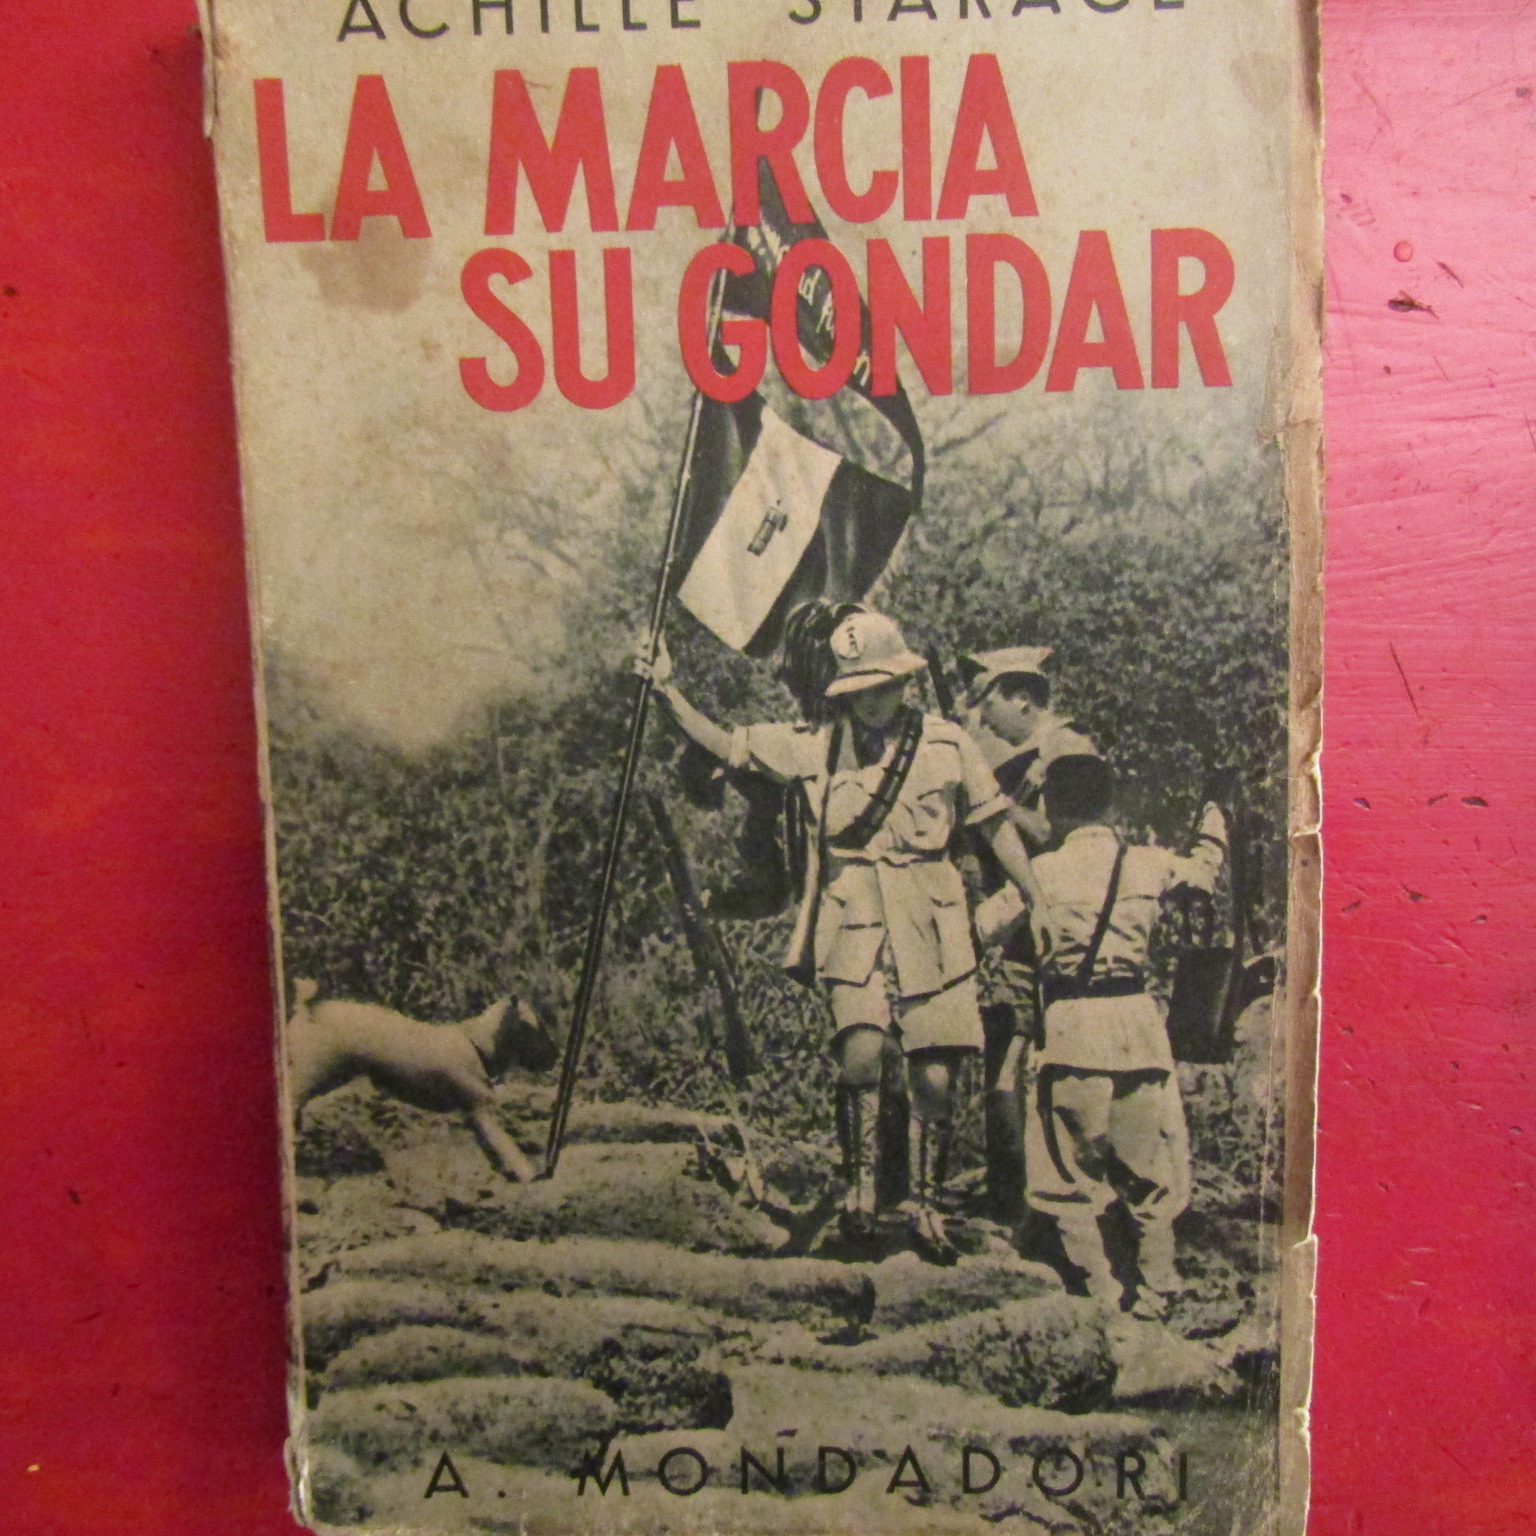 ACHILLE STARACE
LA MARCIA
SU GONDAR
A. MONDADORI